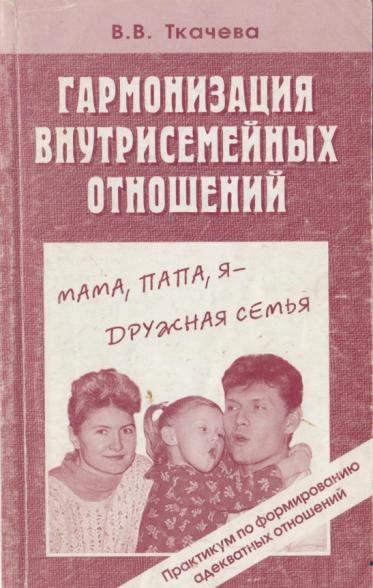 В.В. Ткачева
ГАРМОНИЗАЦИЯ
ВНУТРИСЕМЕЙНЫХ
ОТНОШЕНИЙ
МАМА, ПАПА, Я–
ДРУЖНАЯ СЕМЬЯ
Практикум по формированию
адекватных отношений